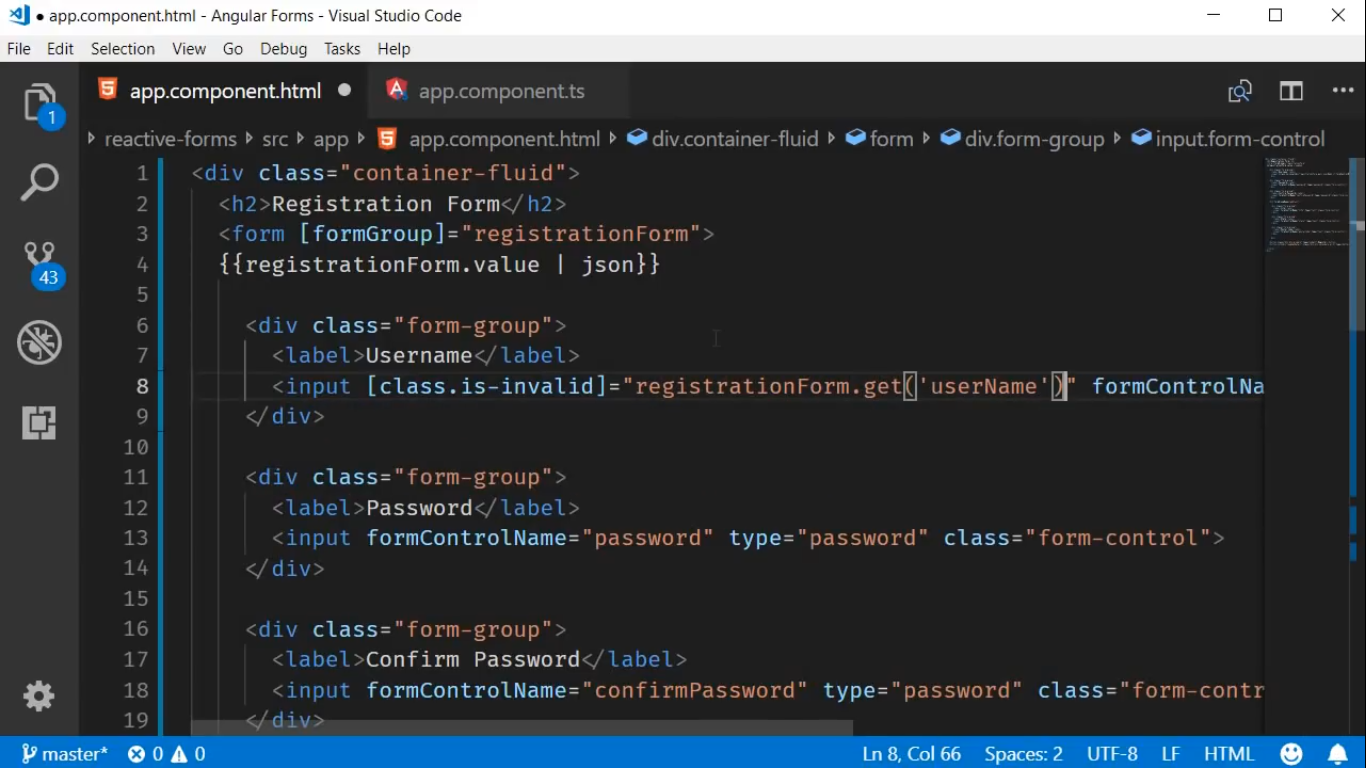 app.component.html - Angular Forms - Visual Studio Code
File Edit Selection View Go Debug Tasks Help
app.component.html app.component.ts
reactive-forms src app app.component.html div.container-fluid form div.form-group input.form-control
1 <div class="container-fluid">
2 <h2>Registration Form</h2>
3 <form [formGroup]="registrationForm">
4 {{registrationForm.value | json}}
5
6 <div class="form-group">
7 <label>Username</label>
8 <input [class.is-invalid]="registrationForm.get('userName')" formControlNa
9 </div>
10
11 <div class="form-group">
12 <label>Password</label>
13 <input formControlName="password" type="password" class="form-control">
14 </div>
15
16 <div class="form-group">
17 <label>Confirm Password</label>
18 <input formControlName="confirmPassword" type="password" class="form-contr
19 </div>
1
43
master* 0 0 Ln 8, Col 66 Spaces: 2 UTF-8 LF HTML